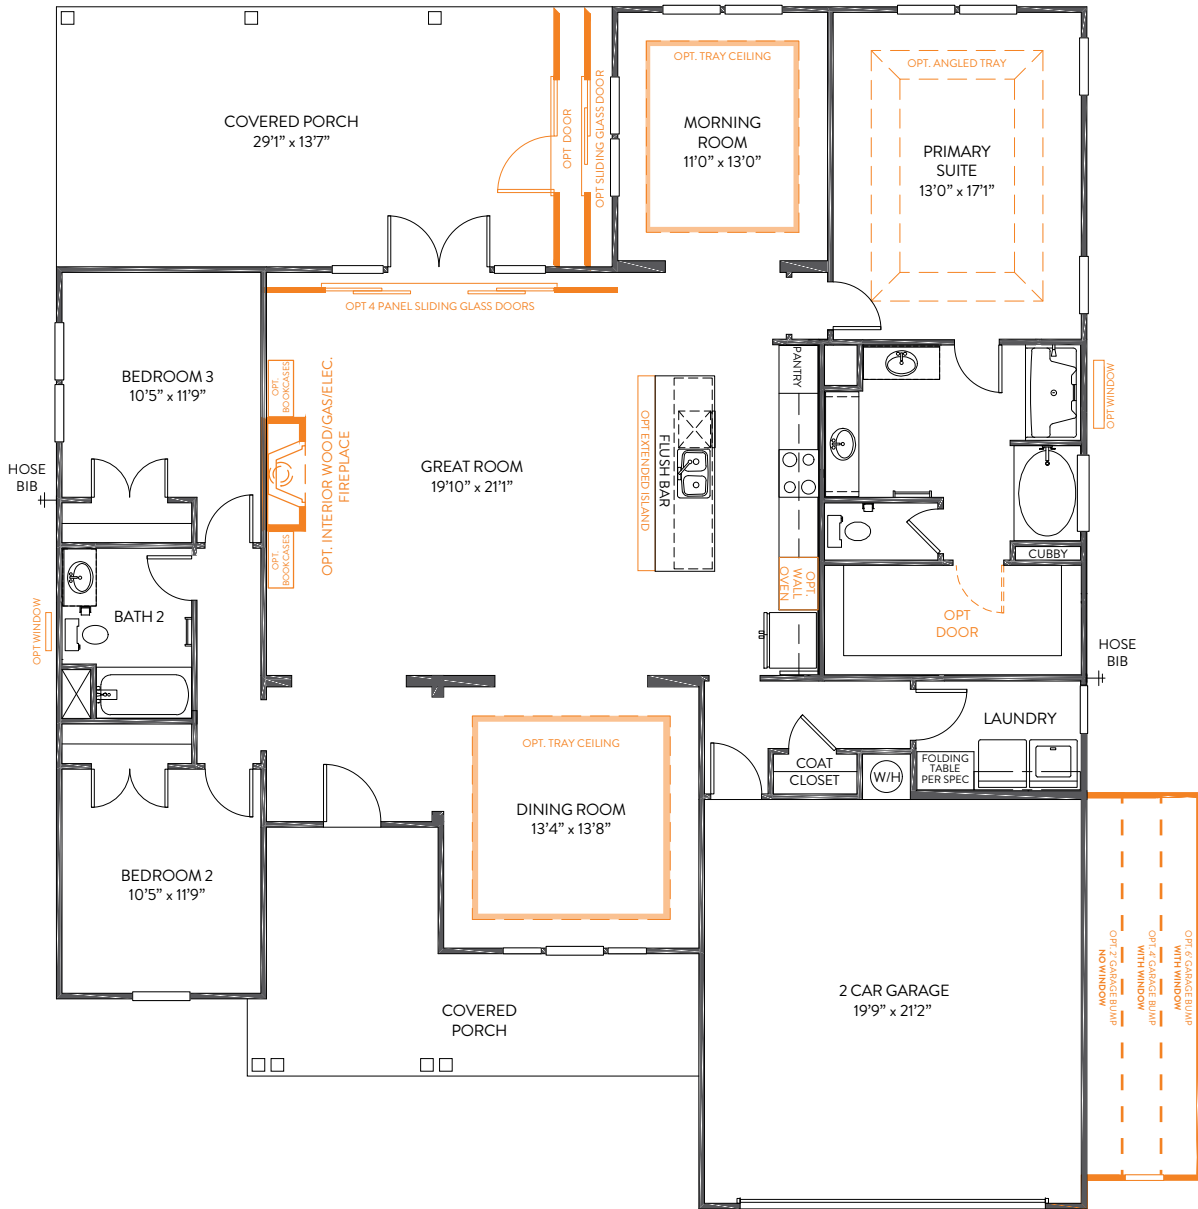 COVERED PORCH
29'1" x 13'7"
OPT DOOR
OPT SLIDING GLASS DOOR
OPT. TRAY CEILING
MORNING
ROOM
11'0" x 13'0"
OPT. ANGLED TRAY
PRIMARY
SUITE
13'0" x 17'1"
OPT 4 PANEL SLIDING GLASS DOORS
BEDROOM 3
10'5" x 11'9"
OPT.
BOOKCASES
OPT. INTERIOR WOOD/GAS/ELEC.
FIREPLACE
OPT.
BOOKCASES
GREAT ROOM
19'10" x 21'1"
OPT EXTENDED ISLAND
FLUSH BAR
PANTRY
OPT.
WALL
OVEN
OPT WINDOW
HOSE
BIB
CUBBY
OPT
DOOR
BATH 2
OPT WINDOW
HOSE
BIB
LAUNDRY
COAT
CLOSET
W/H
FOLDING
TABLE
PER SPEC
OPT. TRAY CEILING
DINING ROOM
13'4" x 13'8"
BEDROOM 2
10'5" x 11'9"
COVERED
PORCH
2 CAR GARAGE
19'9" x 21'2"
OPT. 2' GARAGE BUMP
NO WINDOW
OPT. 4' GARAGE BUMP
WITH WINDOW
OPT. 6' GARAGE BUMP
WITH WINDOW